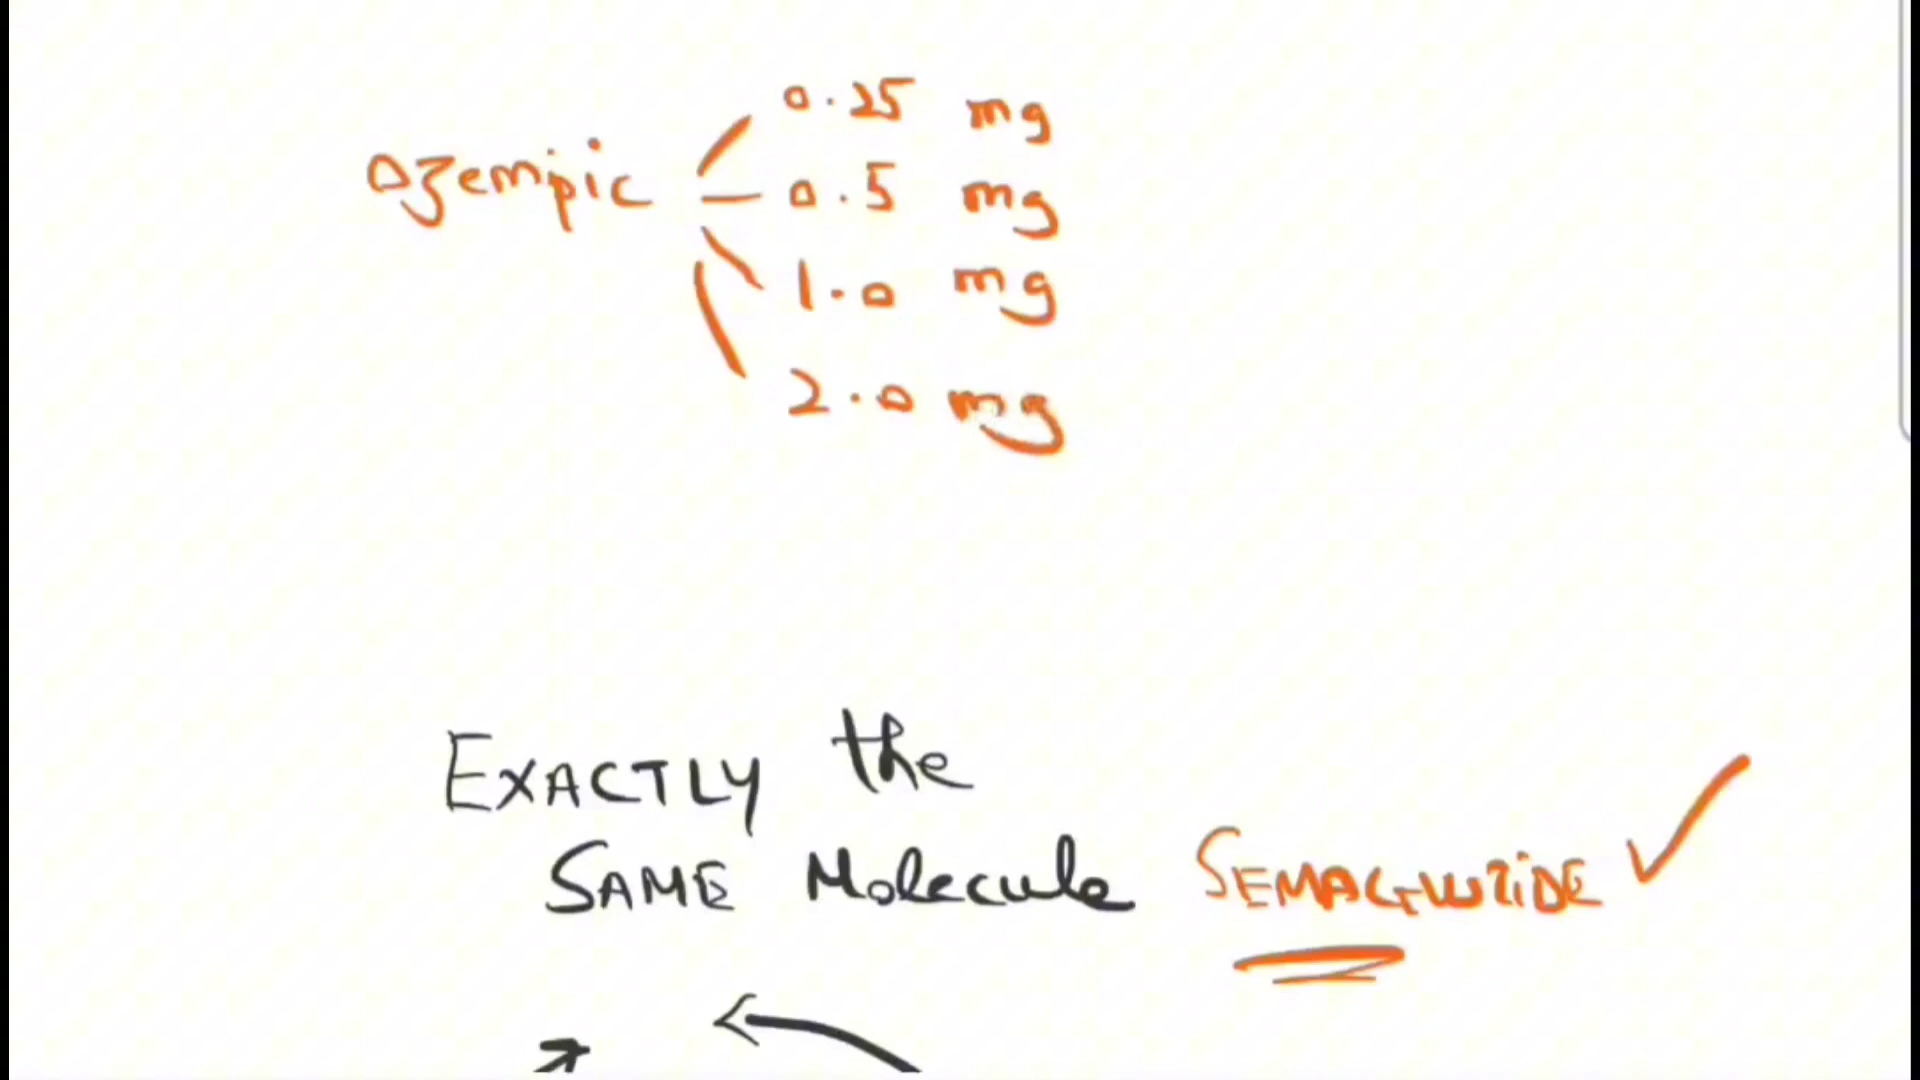 Ozempic
0.25 mg
0.5 mg
1.0 mg
2.0 mg
EXACTLY the
SAME Molecule SEMAGLUTIDE